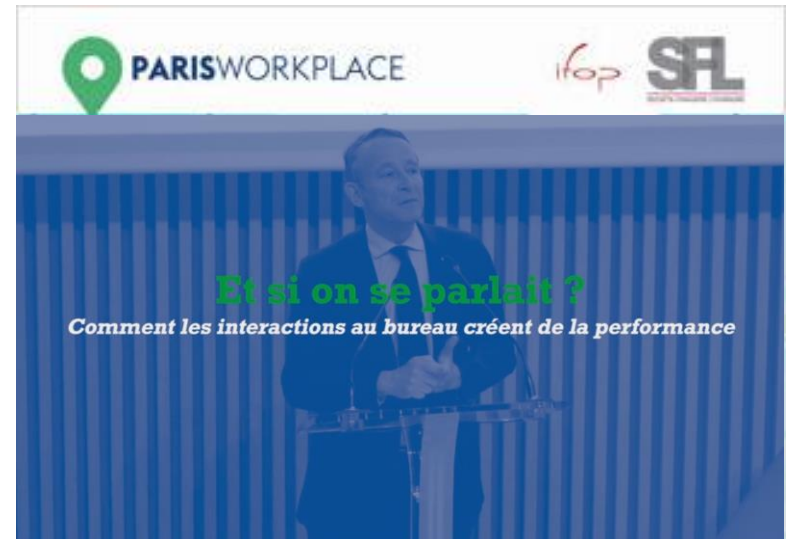 PARISWORKPLACE
ifop
SFL
Et si on se parlait ?
Comment les interactions au bureau créent de la performance